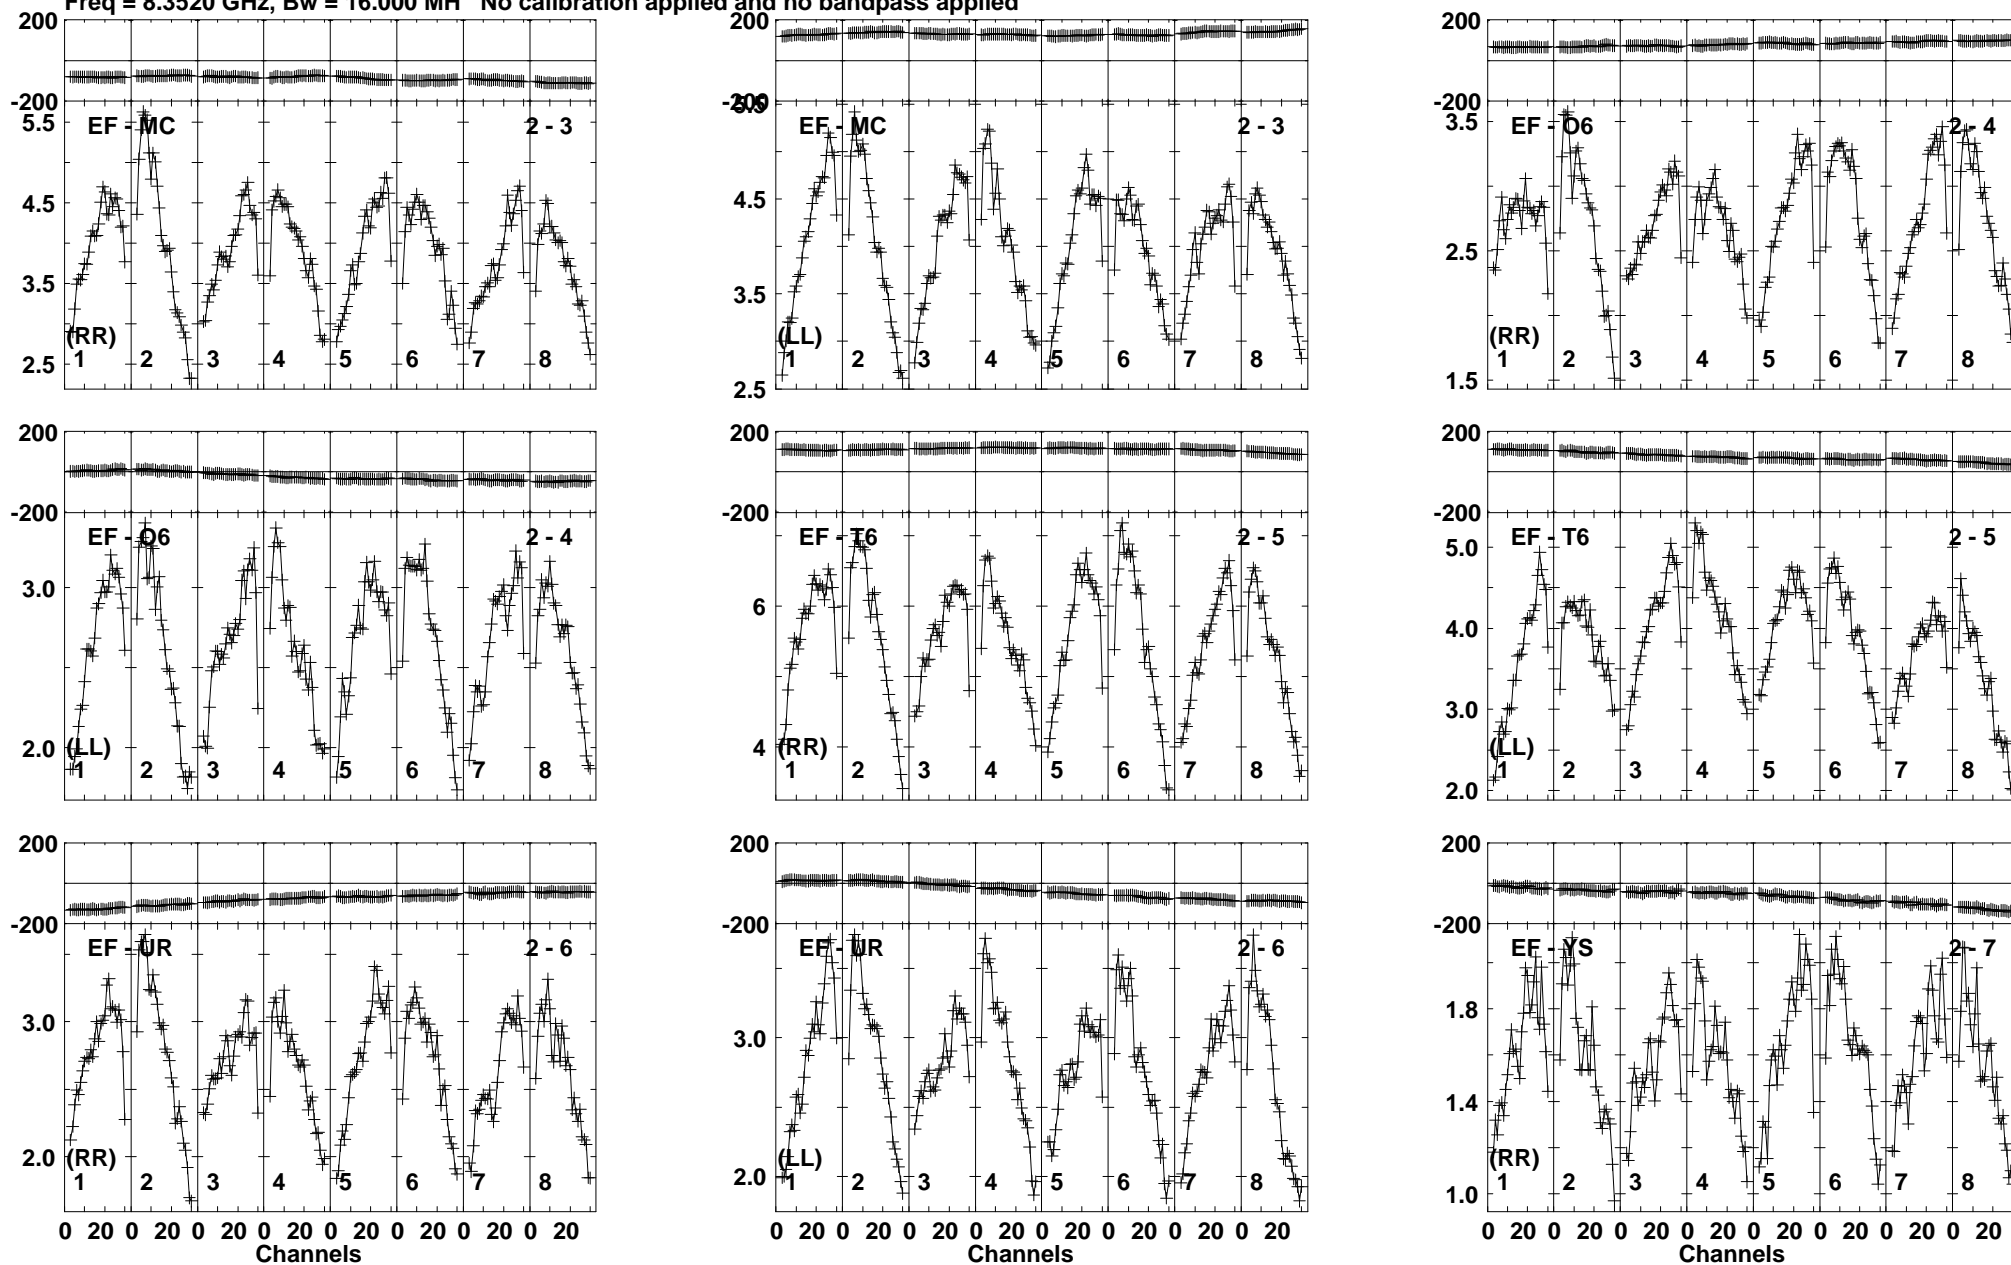 Freq = 8.3520 GHz, Bw = 16.000 MH   No calibration applied and no bandpass applied
200 200 200
-200 -200 -200
5.5 EF - MC 2 - 3 5.5 EF - MC 2 - 3 3.5 EF - O6 2 - 4
4.5 4.5 2.5
3.5 3.5
(RR) (LL) (RR)
1 2 3 4 5 6 7 8 1 2 3 4 5 6 7 8 1 2 3 4 5 6 7 8
2.5 2.5 1.5
200 200 200
-200 -200 -200
EF - O6 2 - 4 EF - T6 2 - 5 EF - T6 2 - 5
3.0 6 5.0
4.0
2.0 4 3.0
(LL) (RR) (LL)
1 2 3 4 5 6 7 8 1 2 3 4 5 6 7 8 1 2 3 4 5 6 7 8
2.0
200 200 200
-200 -200 -200
EF - UR 2 - 6 EF - UR 2 - 6 EF - YS 2 - 7
3.0 3.0 1.8
1.4
2.0 (RR) 2.0 (LL) 1.0 (RR)
1 2 3 4 5 6 7 8 1 2 3 4 5 6 7 8 1 2 3 4 5 6 7 8
0 20 0 20 0 20 0 20 0 20 0 20 0 20 0 20 0 20 0 20 0 20 0 20 0 20 0 20 0 20 0 20 0 20 0 20 0 20 0 20 0 20 0 20 0 20 0 20
Channels Channels Channels